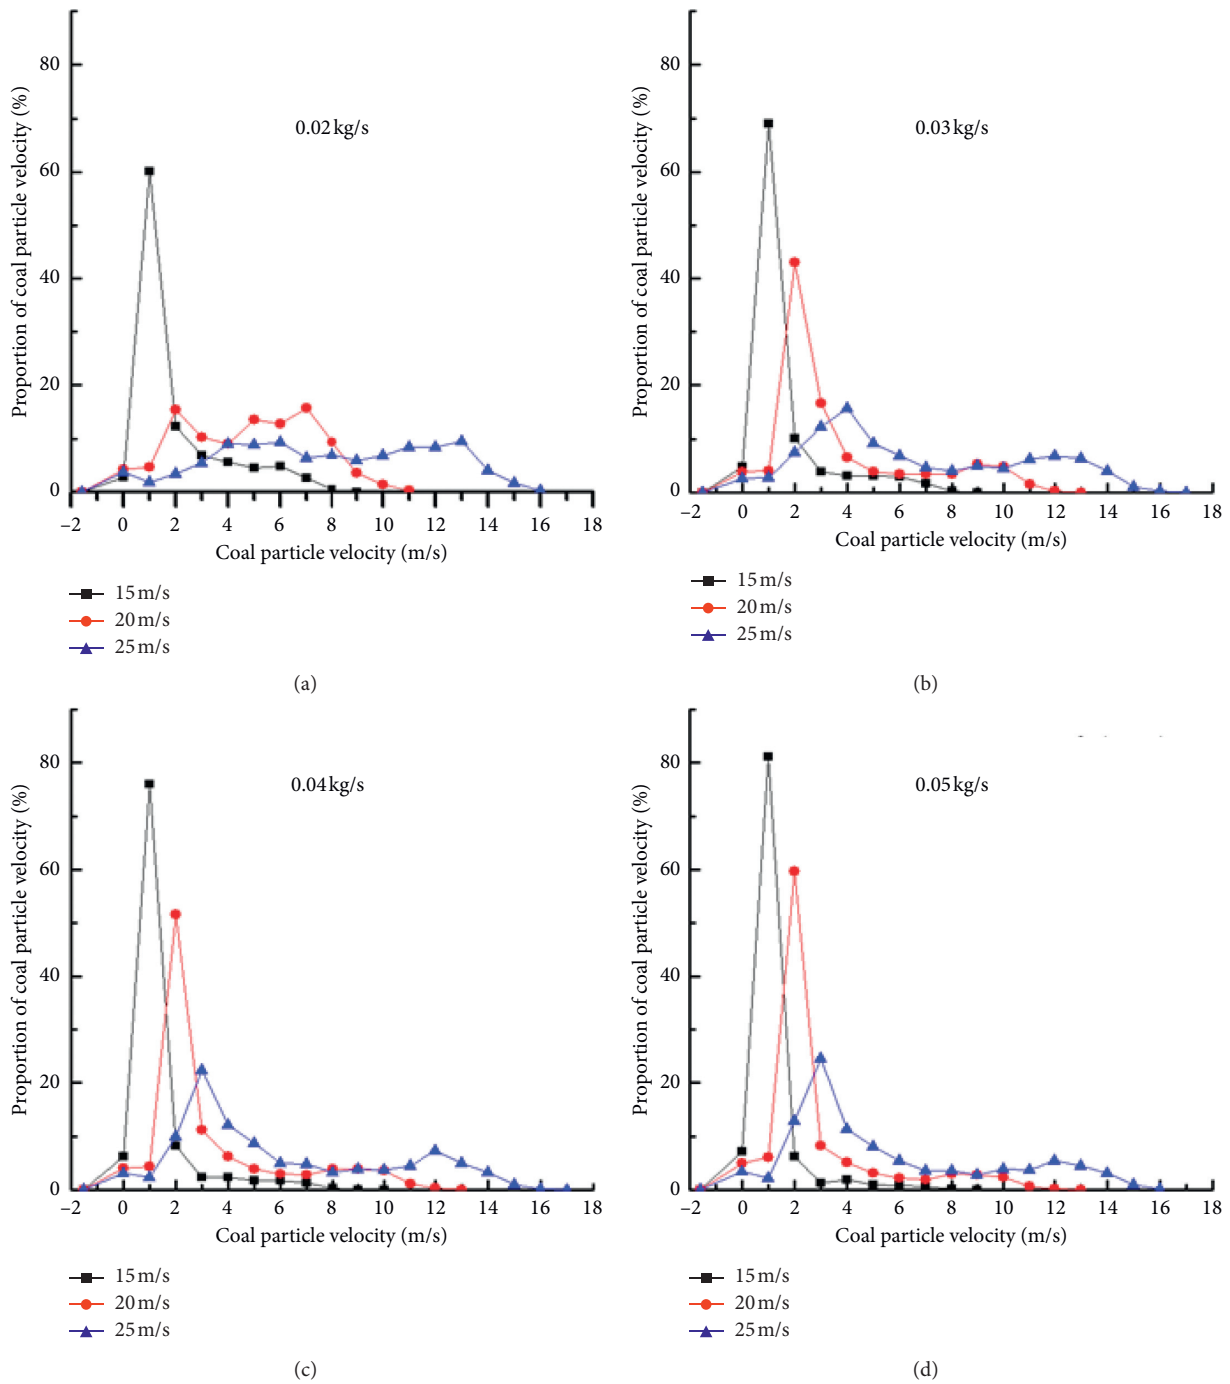 Proportion of coal particle velocity (%)
80
60
40
20
0
0.02 kg/s
–2 0 2 4 6 8 10 12 14 16 18
Coal particle velocity (m/s)
15 m/s
20 m/s
25 m/s
(a)
Proportion of coal particle velocity (%)
80
60
40
20
0
0.03 kg/s
–2 0 2 4 6 8 10 12 14 16 18
Coal particle velocity (m/s)
15 m/s
20 m/s
25 m/s
(b)
Proportion of coal particle velocity (%)
80
60
40
20
0
0.04 kg/s
–2 0 2 4 6 8 10 12 14 16 18
Coal particle velocity (m/s)
15 m/s
20 m/s
25 m/s
(c)
Proportion of coal particle velocity (%)
80
60
40
20
0
0.05 kg/s
–2 0 2 4 6 8 10 12 14 16 18
Coal particle velocity (m/s)
15 m/s
20 m/s
25 m/s
(d)